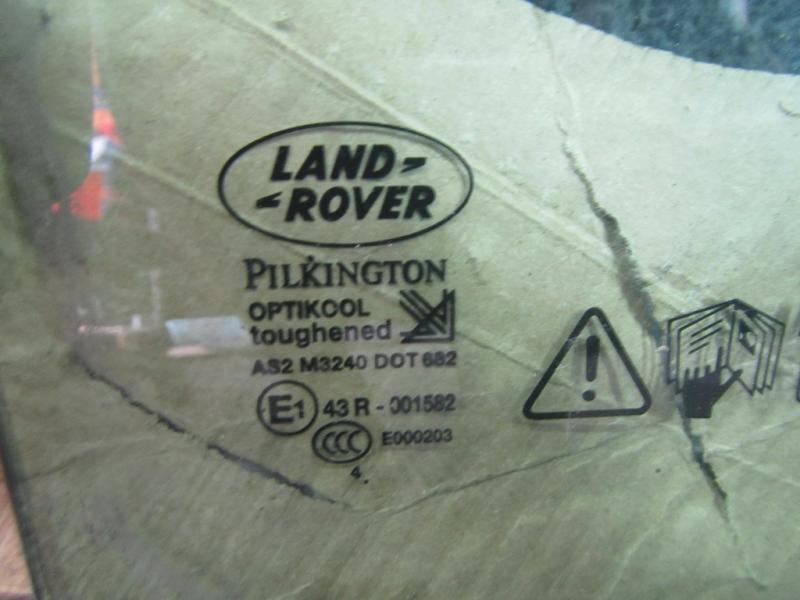 LAND-
-ROVER
PILKINGTON
OPTIKOOL
toughened
AS2 M3240 DOT 682
E1 43 R - 001582
CCC E000203
4.